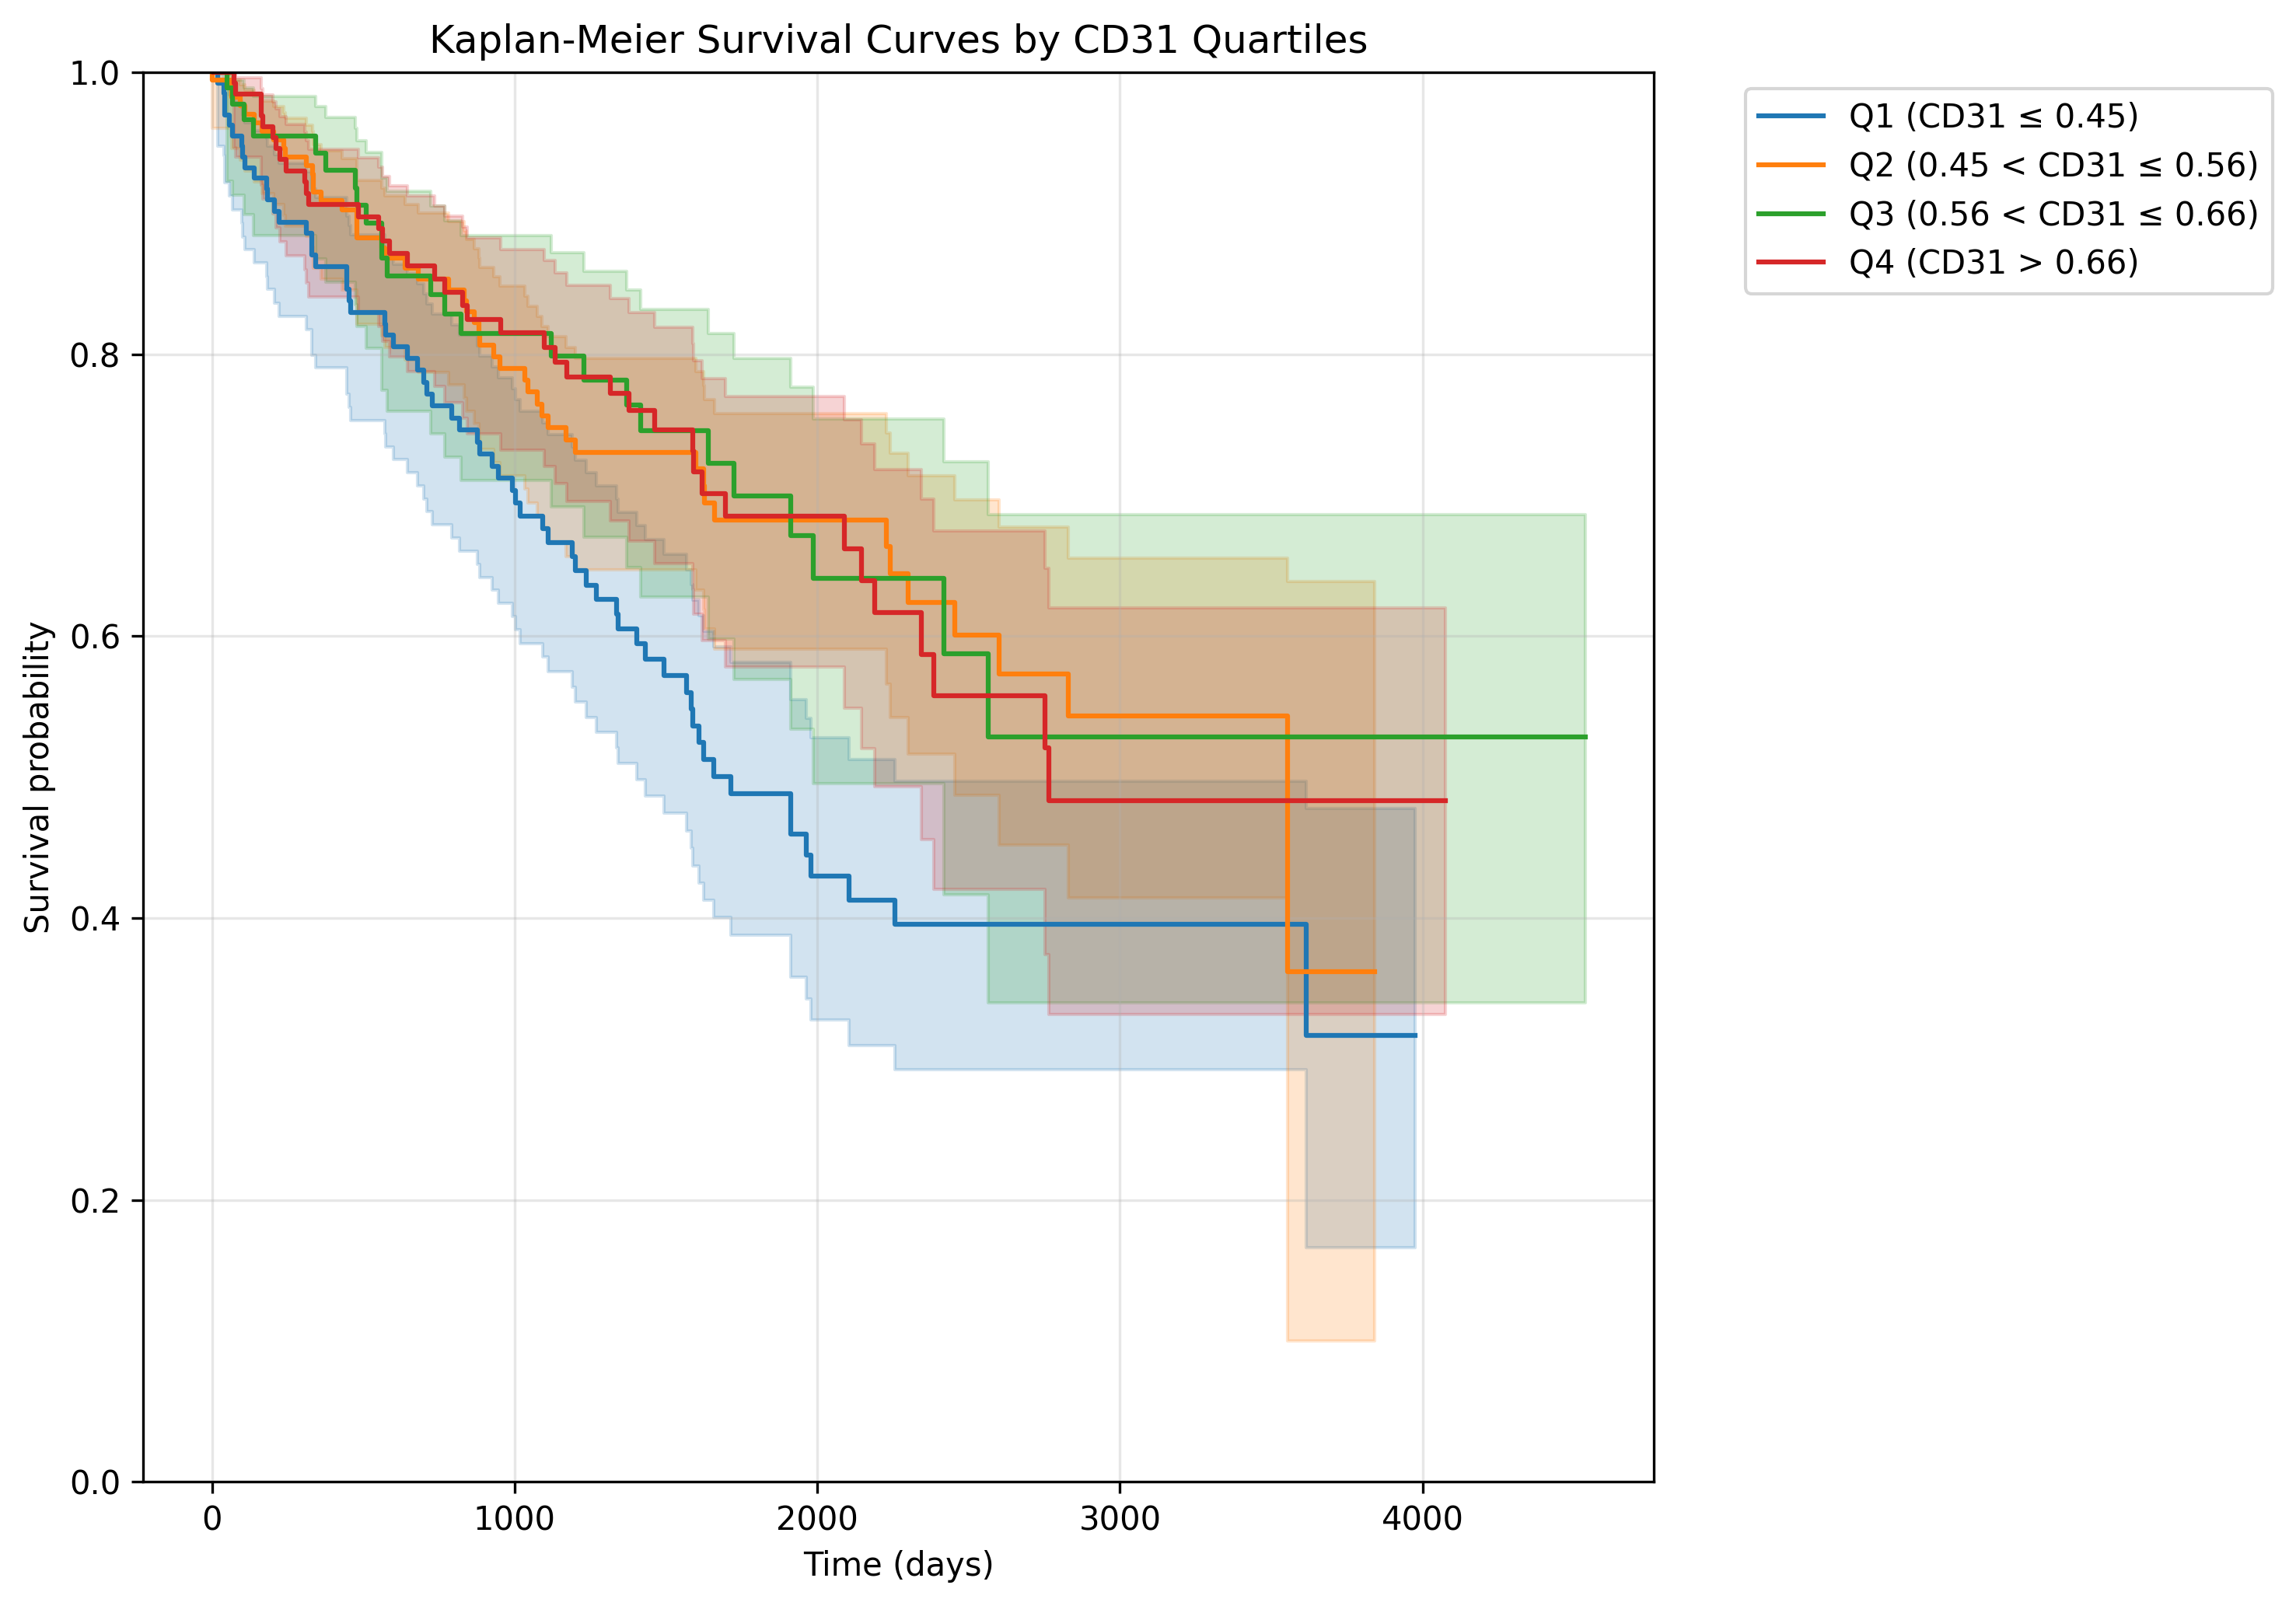 Kaplan-Meier Survival Curves by CD31 Quartiles
Q1 (CD31 ≤ 0.45)
Q2 (0.45 < CD31 ≤ 0.56)
Q3 (0.56 < CD31 ≤ 0.66)
Q4 (CD31 > 0.66)
Survival probability
1.0
0.8
0.6
0.4
0.2
0.0
0 1000 2000 3000 4000
Time (days)